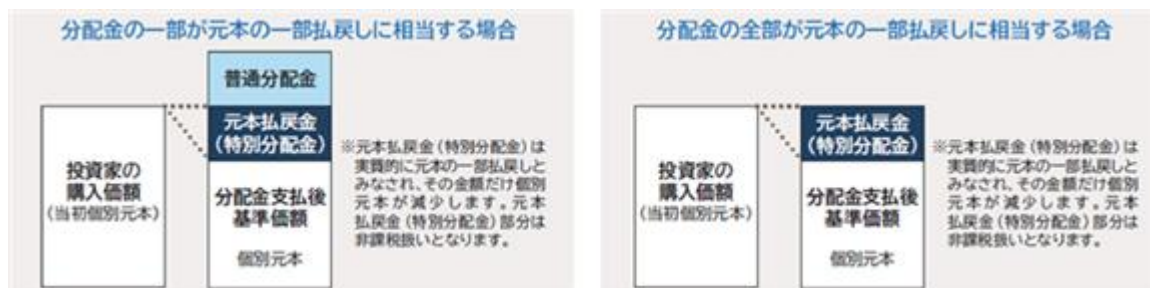 分配金の一部が元本の一部払戻しに相当する場合
普通分配金
元本払戻金
(特別分配金)
投資家の
購入価額
(当初個別元本)
分配金支払後
基準価額
個別元本
※元本払戻金(特別分配金)は
実質的に元本の一部払戻しと
みなされ、その金額だけ個別
元本が減少します。元本
払戻金(特別分配金)部分は
非課税扱いとなります。
分配金の全部が元本の一部払戻しに相当する場合
元本払戻金
(特別分配金)
投資家の
購入価額
(当初個別元本)
分配金支払後
基準価額
個別元本
※元本払戻金(特別分配金)は
実質的に元本の一部払戻しと
みなされ、その金額だけ個別
元本が減少します。元本
払戻金(特別分配金)部分は
非課税扱いとなります。